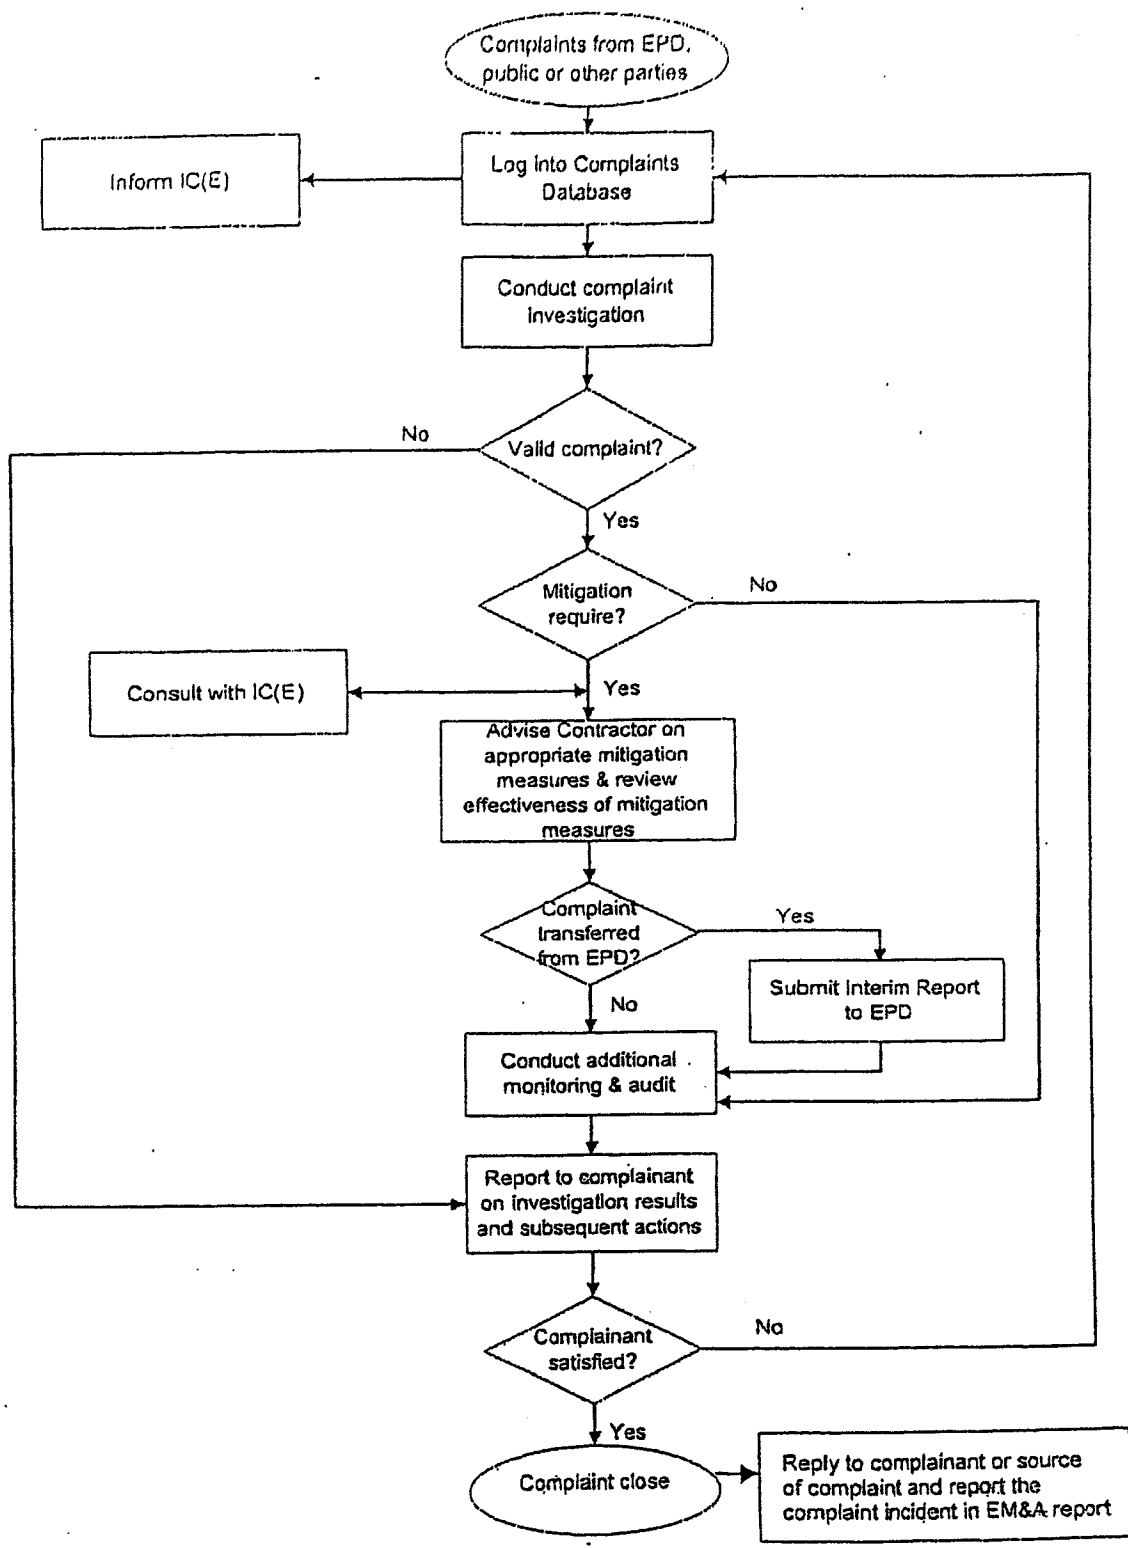 Complaints from EPD,
public or other parties
Inform IC(E)
Log into Complaints
Database
Conduct complaint
investigation
No
Valid complaint?
Yes
Mitigation
require?
No
Consult with IC(E)
Yes
Advise Contractor on
appropriate mitigation
measures & review
effectiveness of mitigation
measures
Complaint
transferred
from EPD?
Yes
Submit Interim Report
to EPD
No
Conduct additional
monitoring & audit
Report to complainant
on investigation results
and subsequent actions
Complainant
satisfied?
No
Yes
Complaint close
Reply to complainant or source
of complaint and report the
complaint incident in EM&A report